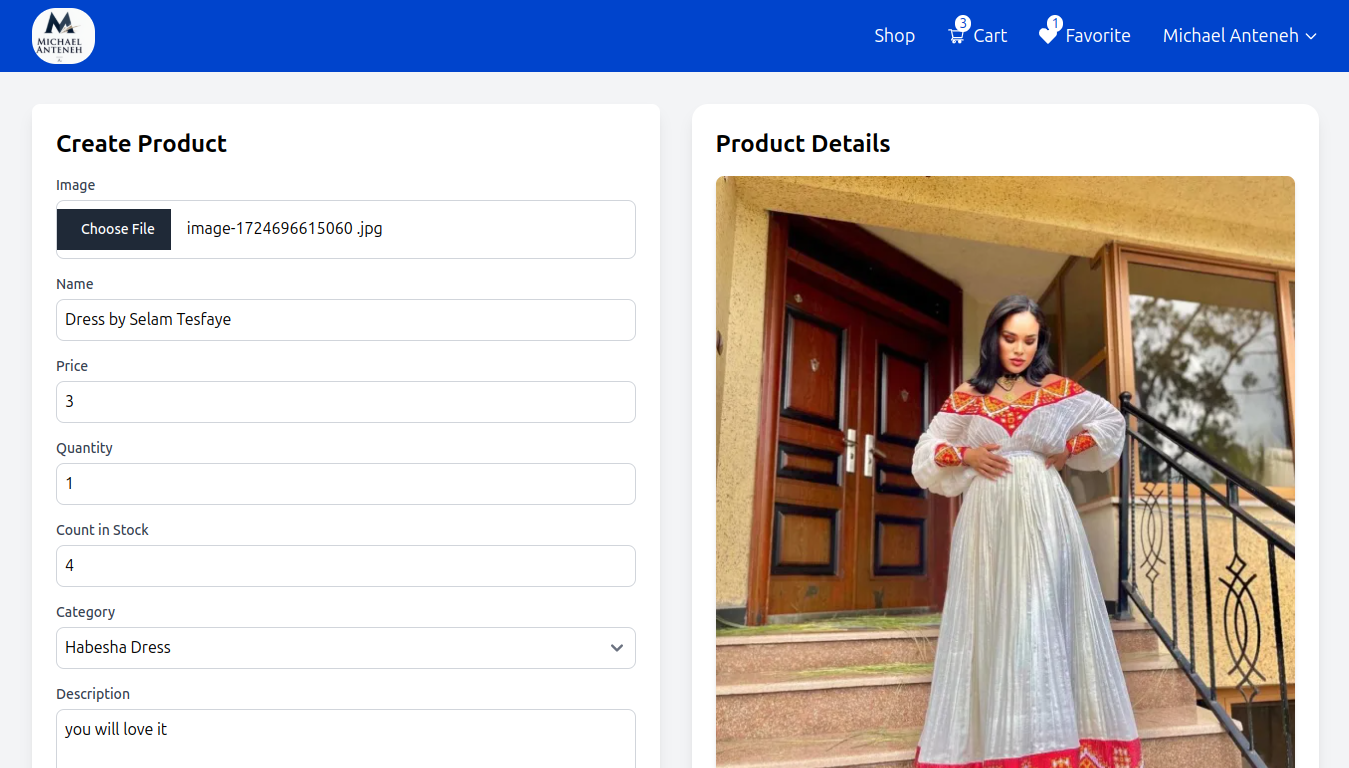 MICHAEL
ANTENEH
Shop
3
Cart
1
Favorite
Michael Anteneh
Create Product
Image
Choose File
image-1724696615060 .jpg
Name
Dress by Selam Tesfaye
Price
3
Quantity
1
Count in Stock
4
Category
Habesha Dress
Description
you will love it
Product Details